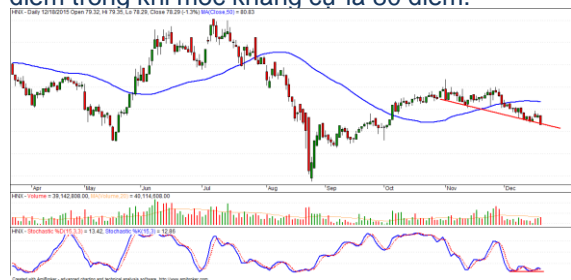 điểm trong khi mốc kháng cự là 80 điểm.
HNX - Daily 12/18/2015 Open 79.32, Hi 79.35, Lo 78.28, Close 78.29 (-1.3%) MA(Close,50) = 80.83
Apr May Jun Jul Aug Sep Oct Nov Dec
HNX - Volume = 39,142,808.00, MA(Volume,20) = 40,114,608.00
HNX - Stochastic %D(15,3,3) = 13.42, Stochastic %K(15,3) = 12.80
Created with AmiBroker - advanced charting and technical analysis software. http://www.amibroker.com